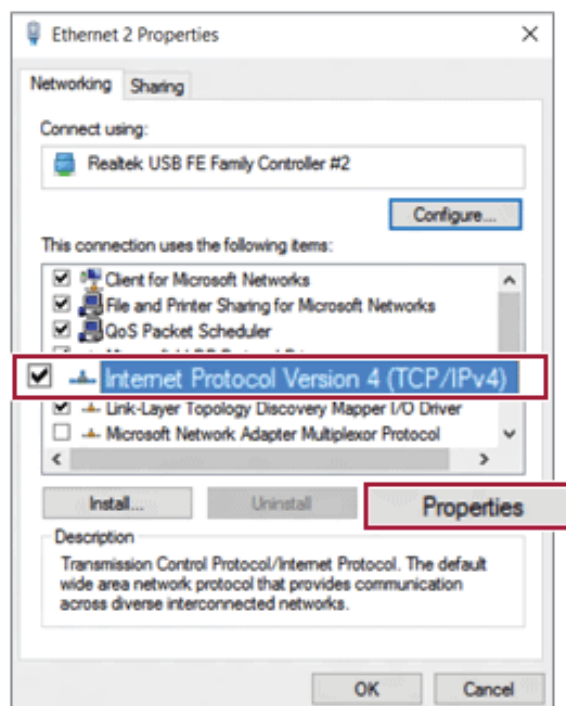 Ethernet 2 Properties
Networking Sharing
Connect using:
Realtek USB FE Family Controller #2
Configure...
This connection uses the following items:
Client for Microsoft Networks
File and Printer Sharing for Microsoft Networks
QoS Packet Scheduler
Internet Protocol Version 4 (TCP/IPv4)
Link-Layer Topology Discovery Mapper I/O Driver
Microsoft Network Adapter Multiplexor Protocol
Install... Uninstall Properties
Description
Transmission Control Protocol/Internet Protocol. The default
wide area network protocol that provides communication
across diverse interconnected networks.
OK Cancel